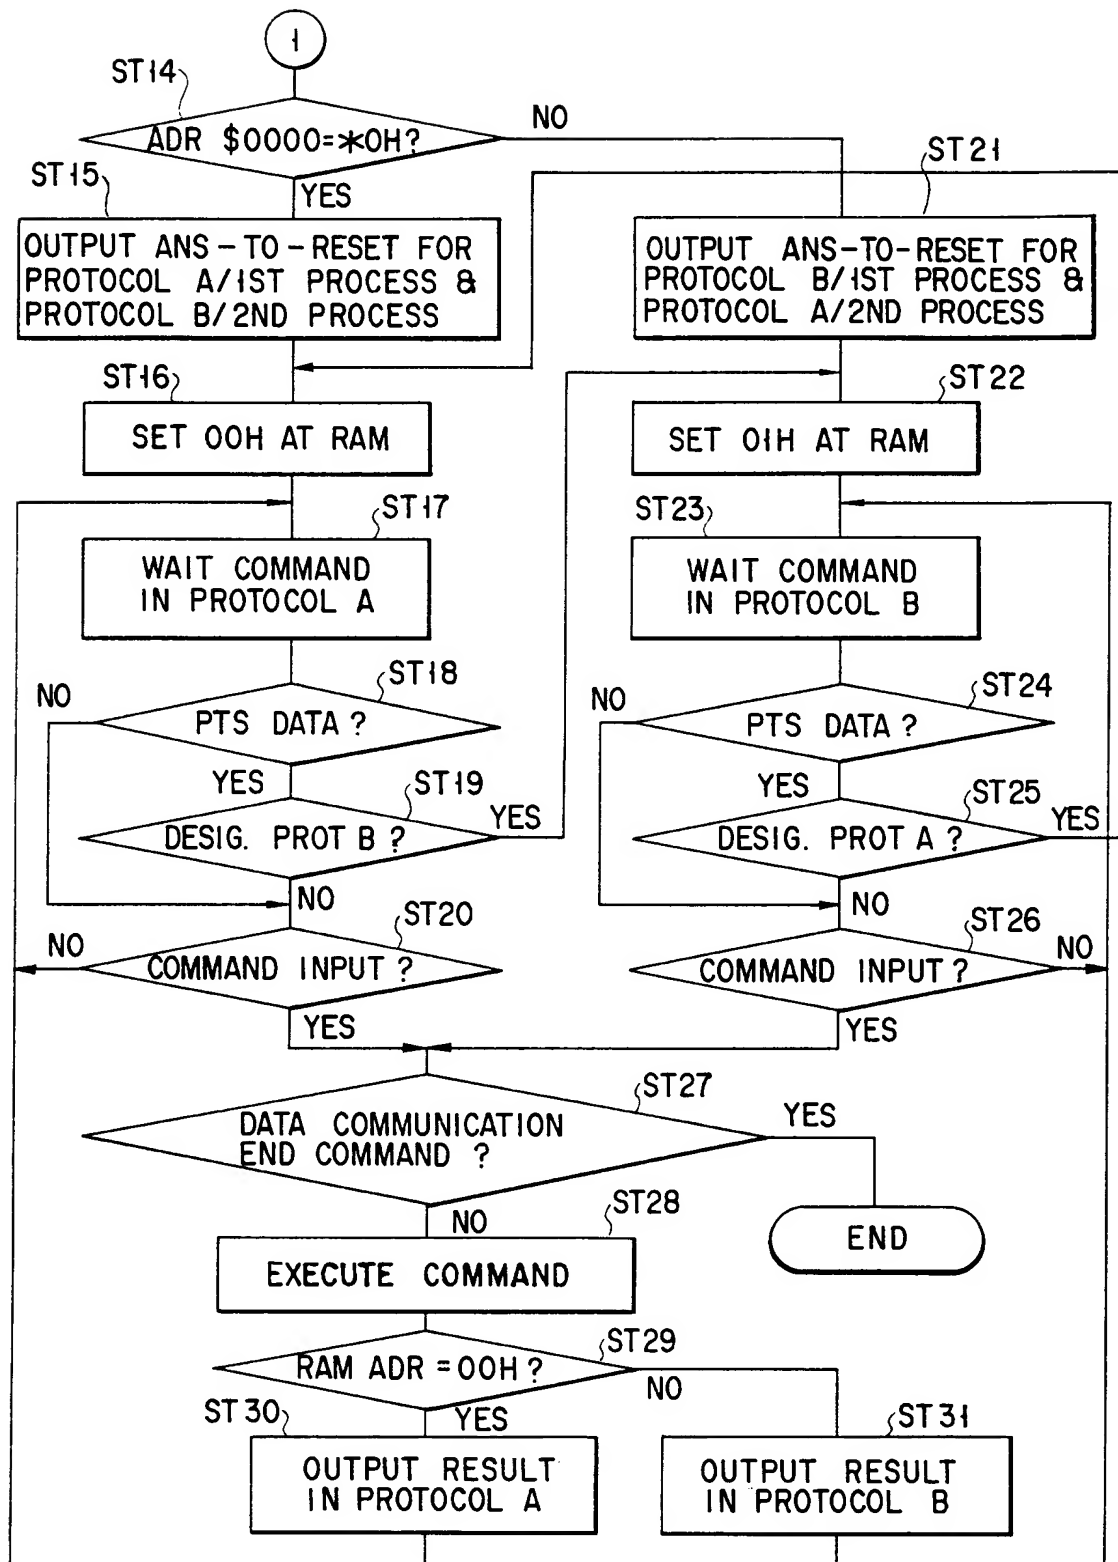 1
ST14
ADR $0000=*0H?
NO
YES
ST15
OUTPUT ANS-TO-RESET FOR
PROTOCOL A/1ST PROCESS &
PROTOCOL B/2ND PROCESS
ST21
OUTPUT ANS-TO-RESET FOR
PROTOCOL B/1ST PROCESS &
PROTOCOL A/2ND PROCESS
ST16
SET 00H AT RAM
ST22
SET 01H AT RAM
ST17
WAIT COMMAND
IN PROTOCOL A
ST23
WAIT COMMAND
IN PROTOCOL B
ST18
NO
PTS DATA ?
YES
ST24
NO
PTS DATA ?
YES
ST19
DESIG. PROT B ?
YES
NO
ST25
DESIG. PROT A ?
YES
NO
ST20
NO
COMMAND INPUT ?
YES
ST26
COMMAND INPUT ?
NO
YES
ST27
DATA COMMUNICATION
END COMMAND ?
YES
NO
END
ST28
EXECUTE COMMAND
ST29
RAM ADR = 00H ?
NO
YES
ST30
OUTPUT RESULT
IN PROTOCOL A
ST31
OUTPUT RESULT
IN PROTOCOL B